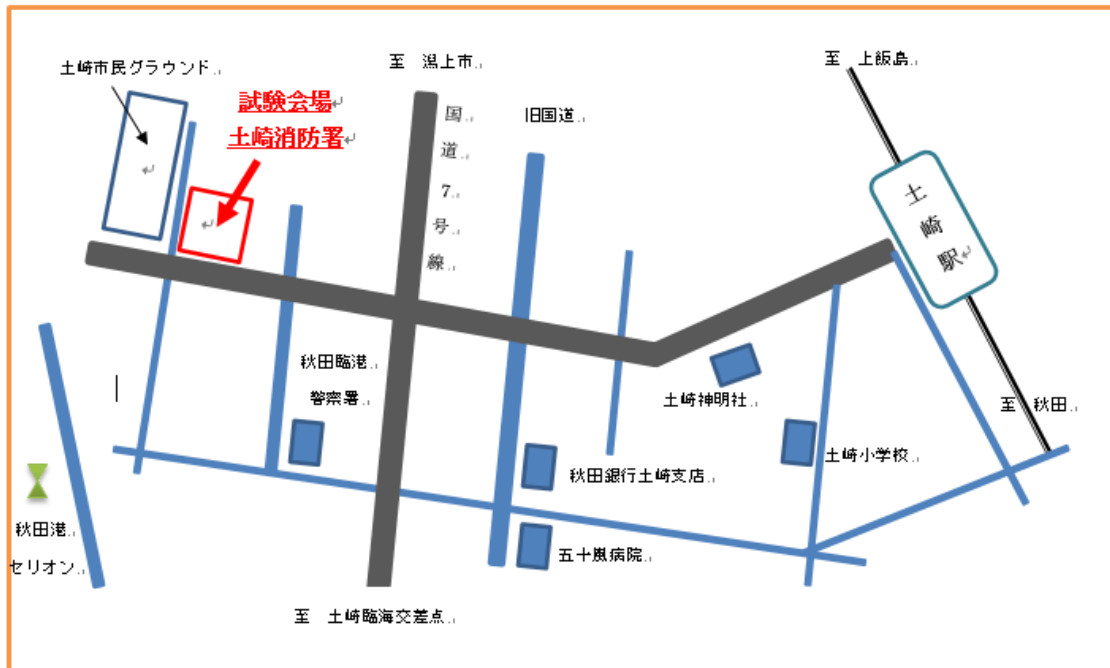 至　潟上市
至　上飯島
土崎市民グラウンド
試験会場
土崎消防署
国道７号線
旧国道
土崎駅
秋田臨港
警察署
土崎神明社
至　秋田
土崎小学校
秋田銀行土崎支店
秋田港
セリオン
五十嵐病院
至　土崎臨海交差点